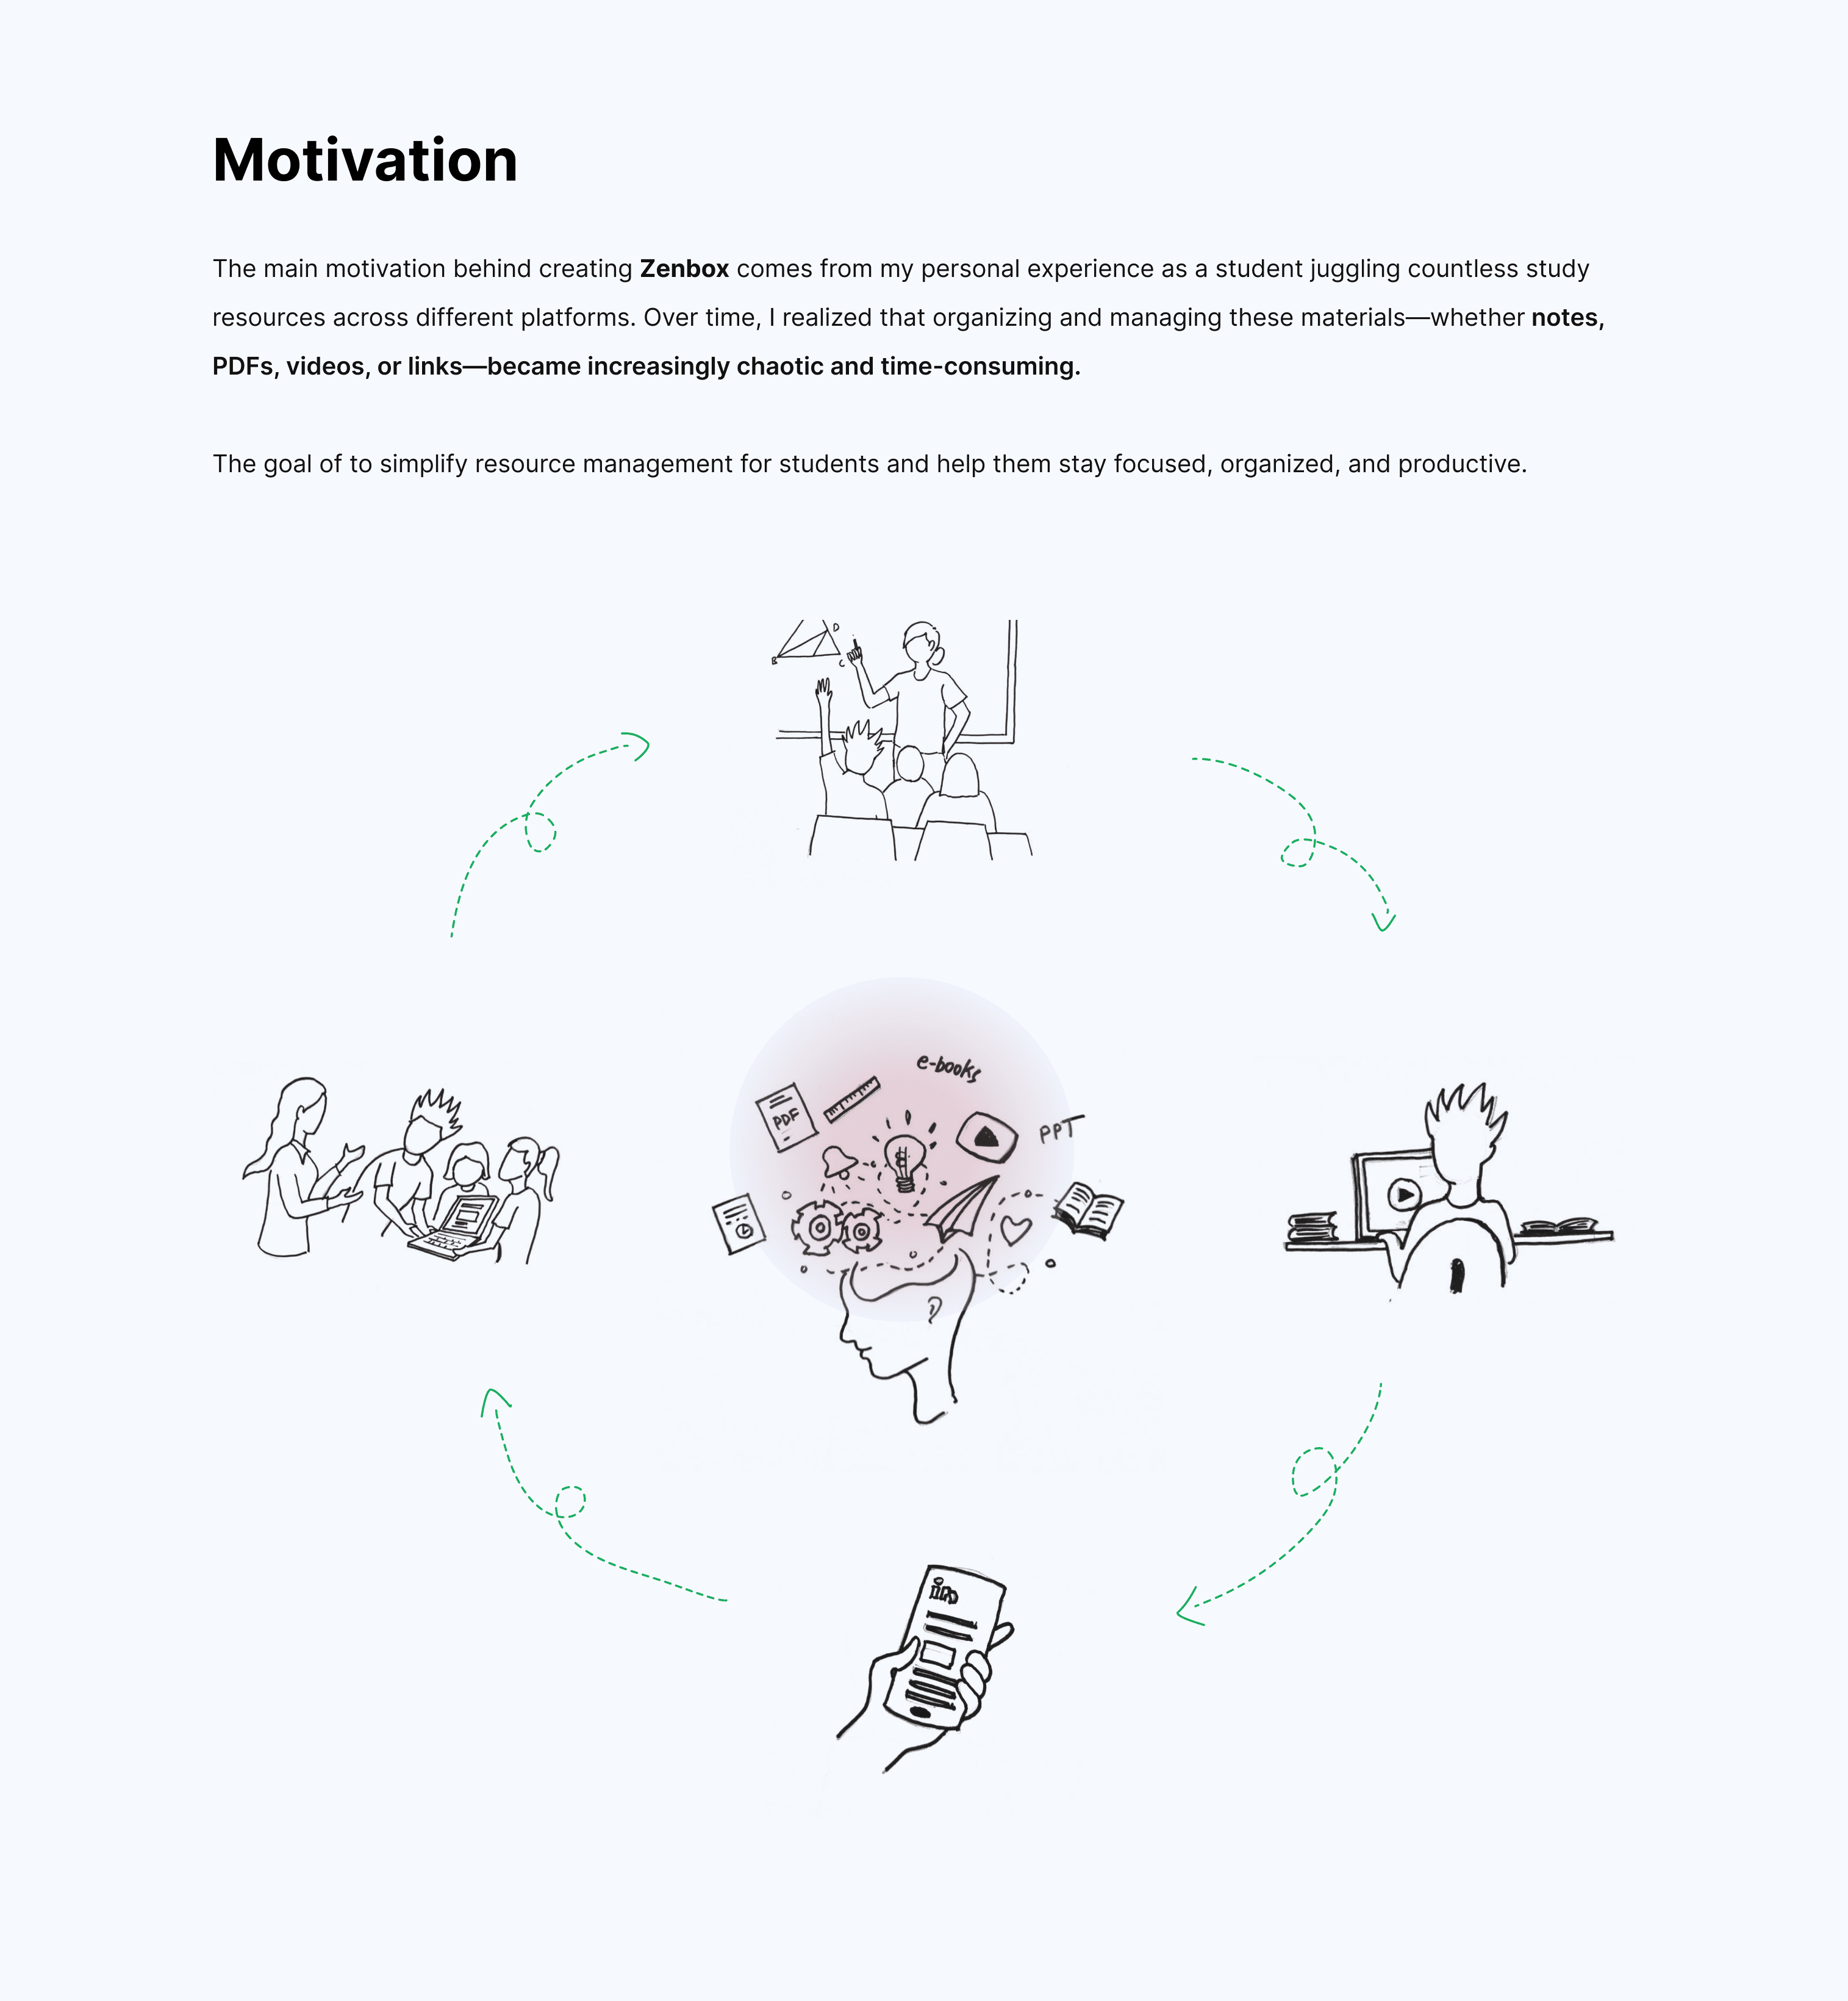 Motivation
The main motivation behind creating Zenbox comes from my personal experience as a student juggling countless study
resources across different platforms. Over time, I realized that organizing and managing these materials—whether notes,
PDFs, videos, or links—became increasingly chaotic and time-consuming.
The goal of to simplify resource management for students and help them stay focused, organized, and productive.
D
B
C
e-books
PDF
PPT